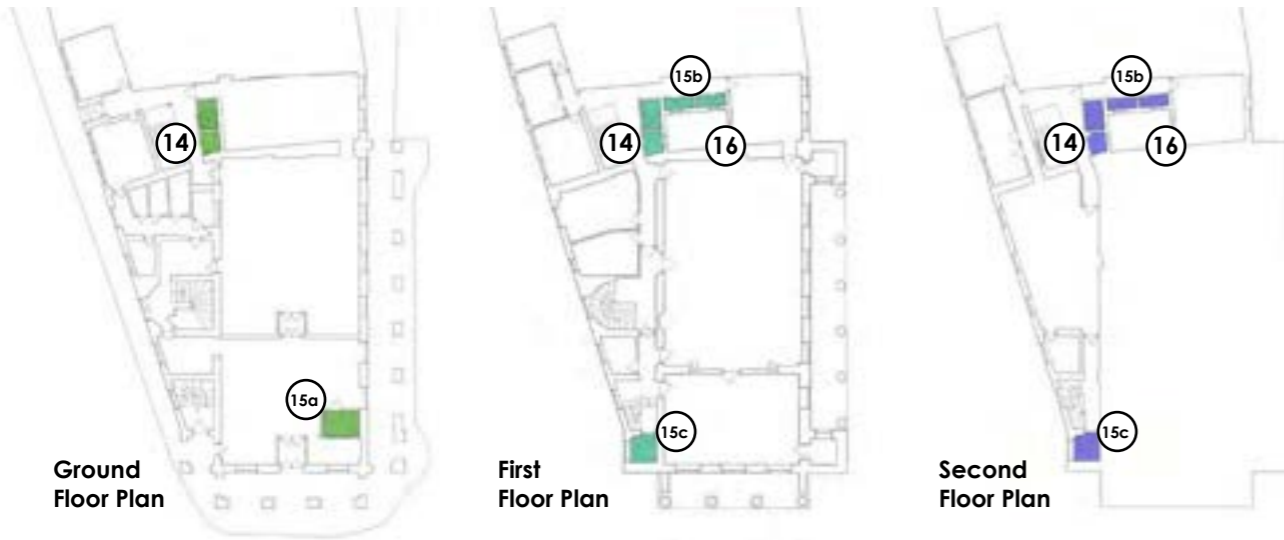 14
15a
Ground
Floor Plan
15b
14
16
15c
First
Floor Plan
15b
14
16
15c
Second
Floor Plan